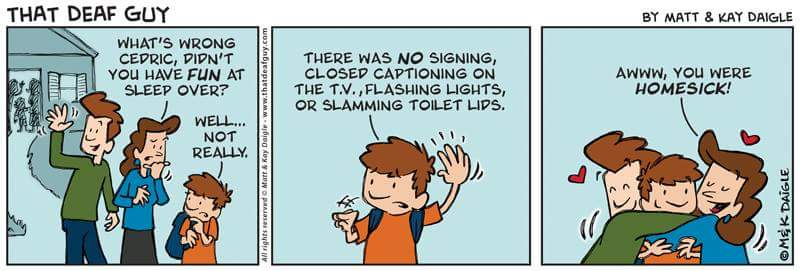 THAT DEAF GUY
BY MATT & KAY DAIGLE
WHAT'S WRONG
CEDRIC, DIDN'T
YOU HAVE FUN AT
SLEEP OVER?
WELL...
NOT
REALLY.
All rights reserved © Matt & Kay Daigle - www.thatdeafguy.com
THERE WAS NO SIGNING,
CLOSED CAPTIONING ON
THE T.V., FLASHING LIGHTS,
OR SLAMMING TOILET LIDS.
AWWW, YOU WERE
HOMESICK!
©M&K DAIGLE